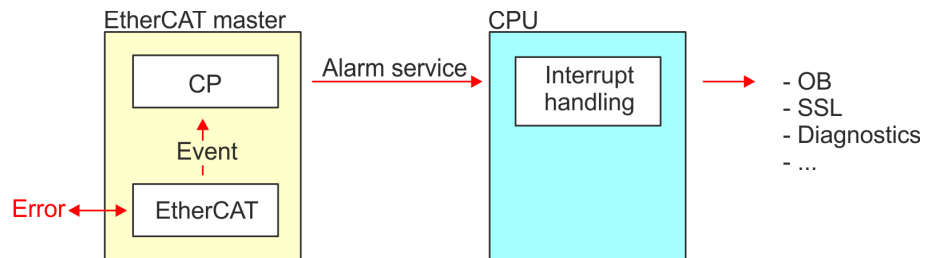 EtherCAT master
CPU
CP
Alarm service
Interrupt
handling
- OB
- SSL
- Diagnostics
- ...
Event
Error
EtherCAT